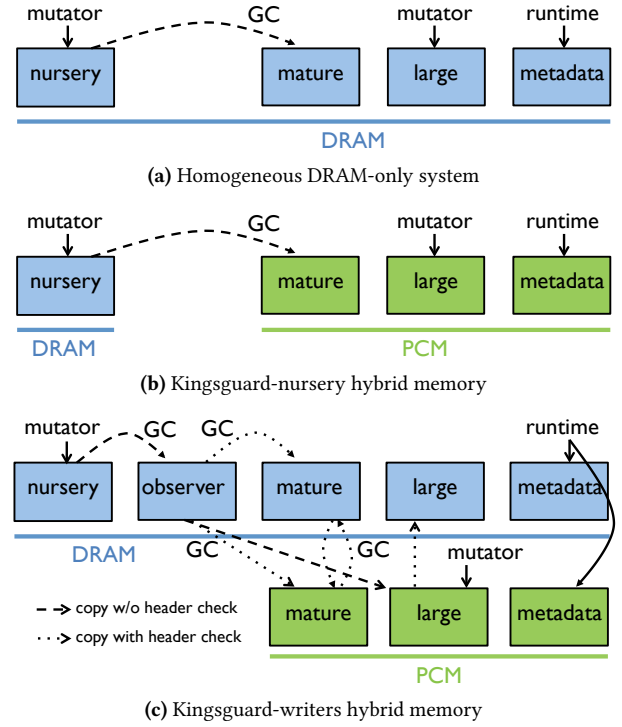 mutator GC mutator runtime
nursery mature large metadata
DRAM
(a) Homogeneous DRAM-only system
mutator GC mutator runtime
nursery mature large metadata
DRAM PCM
(b) Kingsguard-nursery hybrid memory
mutator GC GC runtime
nursery observer mature large metadata
DRAM GC GC mutator
mature large metadata
copy w/o header check
copy with header check
PCM
(c) Kingsguard-writers hybrid memory